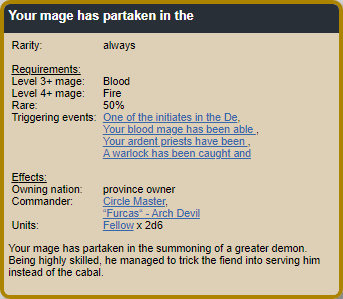 Your mage has partaken in the
Rarity: always
Requirements:
Level 3+ mage: Blood
Level 4+ mage: Fire
Rare: 50%
Triggering events: One of the initiates in the De,
Your blood mage has been able ,
Your ardent priests have been ,
A warlock has been caught and
Effects:
Owning nation: province owner
Commander: Circle Master,
"Furcas" - Arch Devil
Units: Fellow x 2d6
Your mage has partaken in the summoning of a greater demon.
Being highly skilled, he managed to trick the fiend into serving him
instead of the cabal.